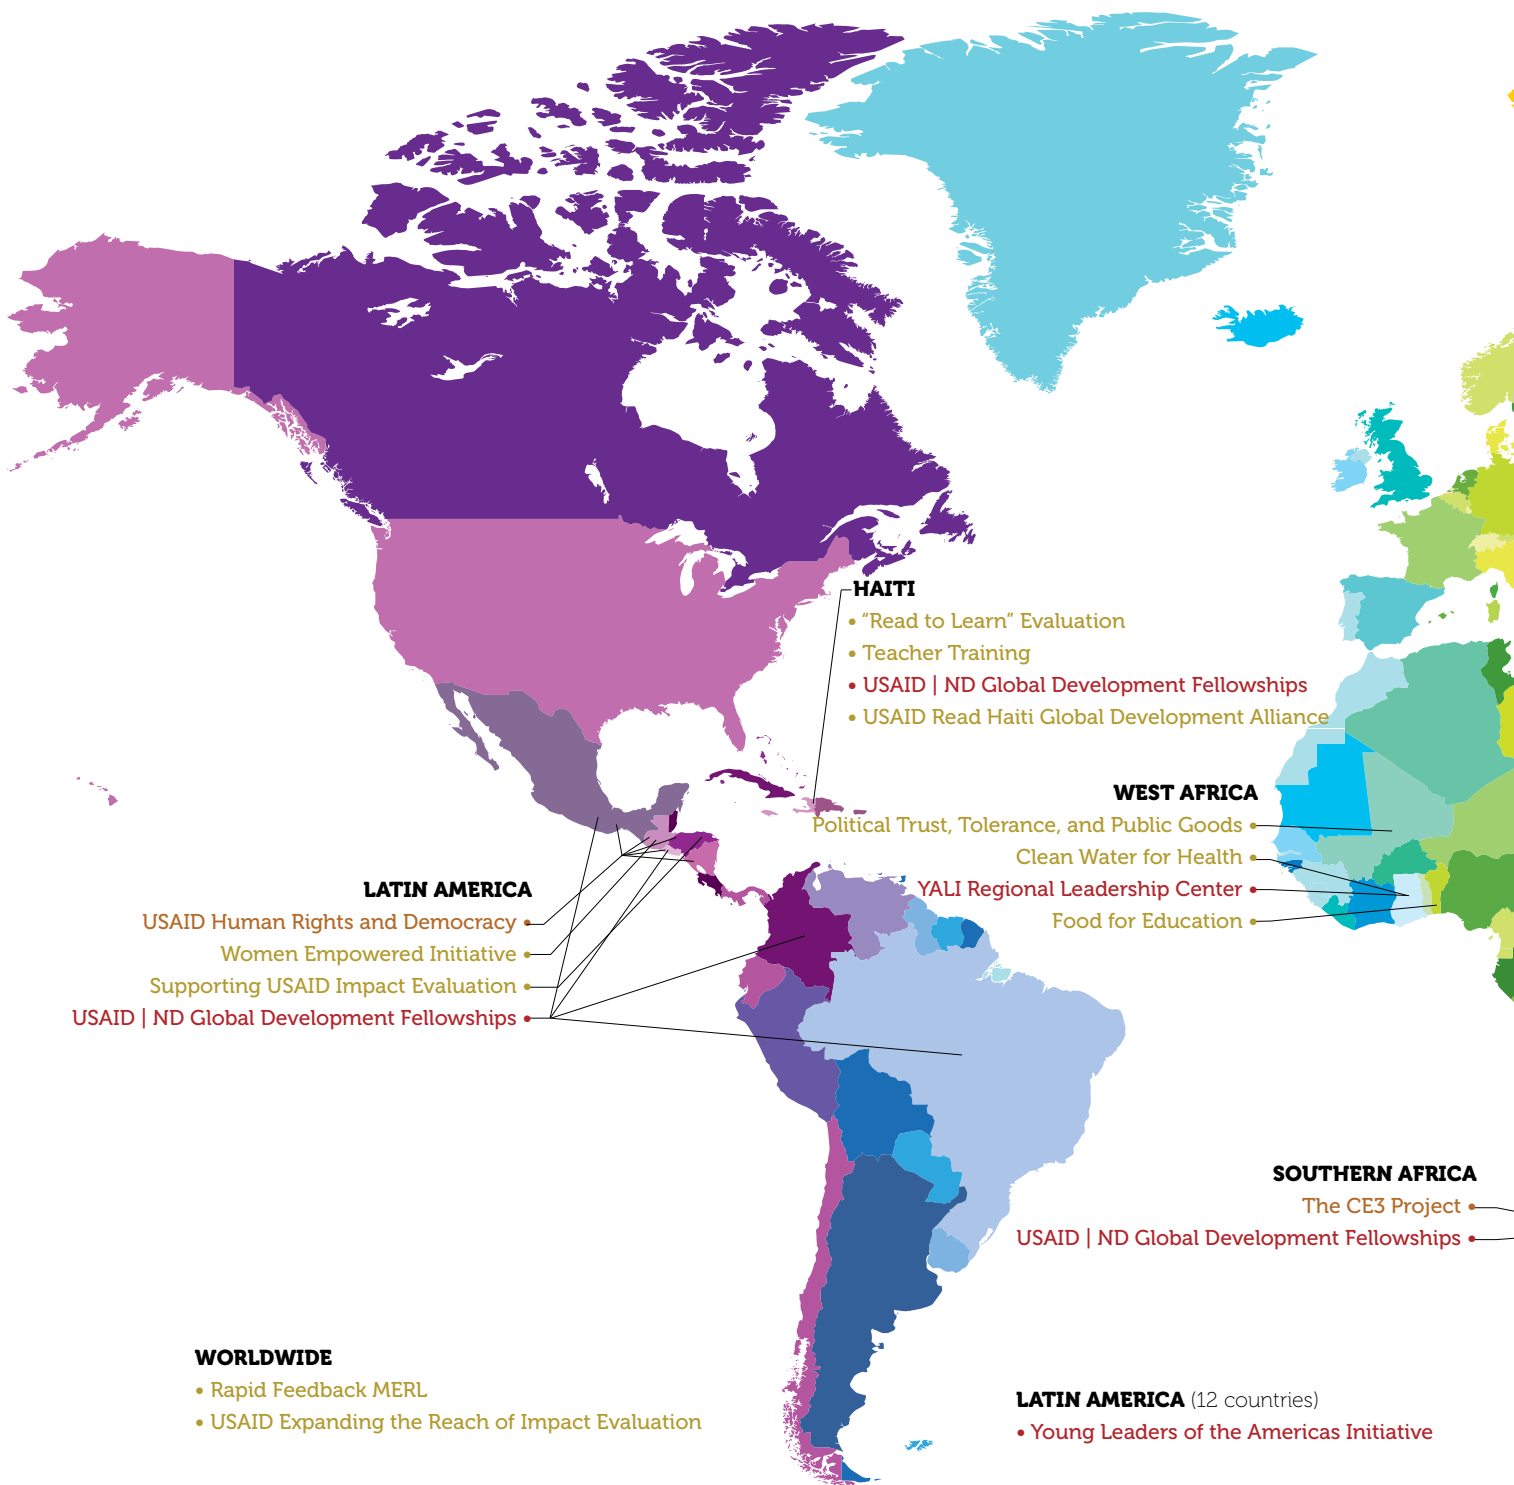 HAITI
• “Read to Learn” Evaluation
• Teacher Training
• USAID | ND Global Development Fellowships
• USAID Read Haiti Global Development Alliance
WEST AFRICA
Political Trust, Tolerance, and Public Goods •
Clean Water for Health •
YALI Regional Leadership Center •
Food for Education •
LATIN AMERICA
USAID Human Rights and Democracy •
Women Empowered Initiative •
Supporting USAID Impact Evaluation •
USAID | ND Global Development Fellowships •
SOUTHERN AFRICA
The CE3 Project •
USAID | ND Global Development Fellowships •
WORLDWIDE
• Rapid Feedback MERL
• USAID Expanding the Reach of Impact Evaluation
LATIN AMERICA (12 countries)
• Young Leaders of the Americas Initiative